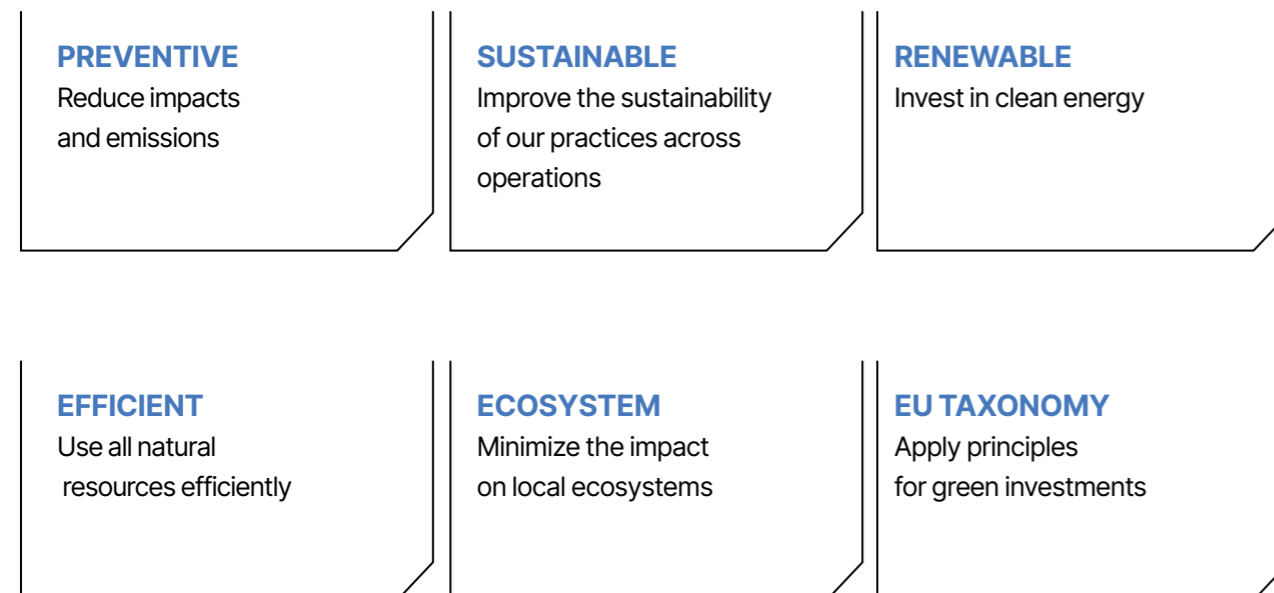 PREVENTIVE
Reduce impacts
and emissions
SUSTAINABLE
Improve the sustainability
of our practices across
operations
RENEWABLE
Invest in clean energy
EFFICIENT
Use all natural
resources efficiently
ECOSYSTEM
Minimize the impact
on local ecosystems
EU TAXONOMY
Apply principles
for green investments